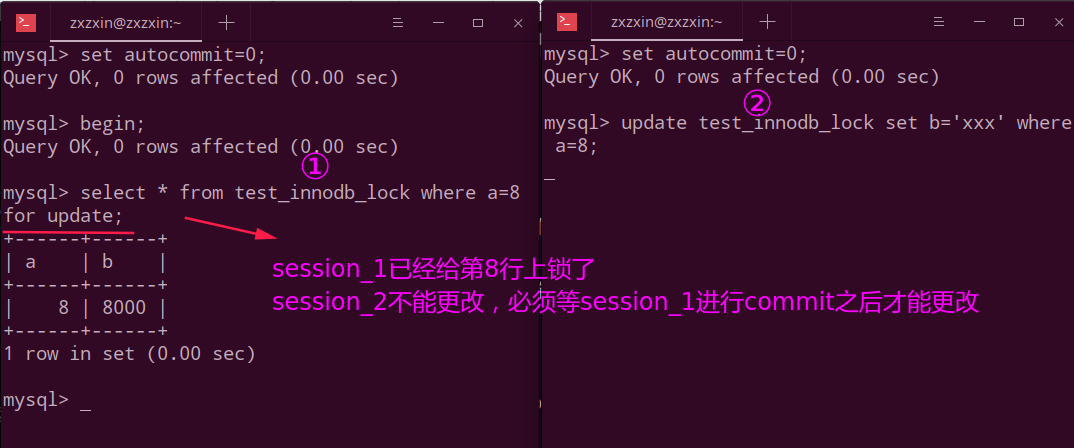 zxzxin@zxzxin:~
mysql> set autocommit=0;
Query OK, 0 rows affected (0.00 sec)
mysql> begin;
Query OK, 0 rows affected (0.00 sec)
①
mysql> select * from test_innodb_lock where a=8
for update;
+------+------+
| a    | b    |
+------+------+
|    8 | 8000 |
+------+------+
1 row in set (0.00 sec)
mysql> _
zxzxin@zxzxin:~
mysql> set autocommit=0;
Query OK, 0 rows affected (0.00 sec)
②
mysql> update test_innodb_lock set b='xxx' where
 a=8;
_
session_1已经给第8行上锁了
session_2不能更改，必须等session_1进行commit之后才能更改